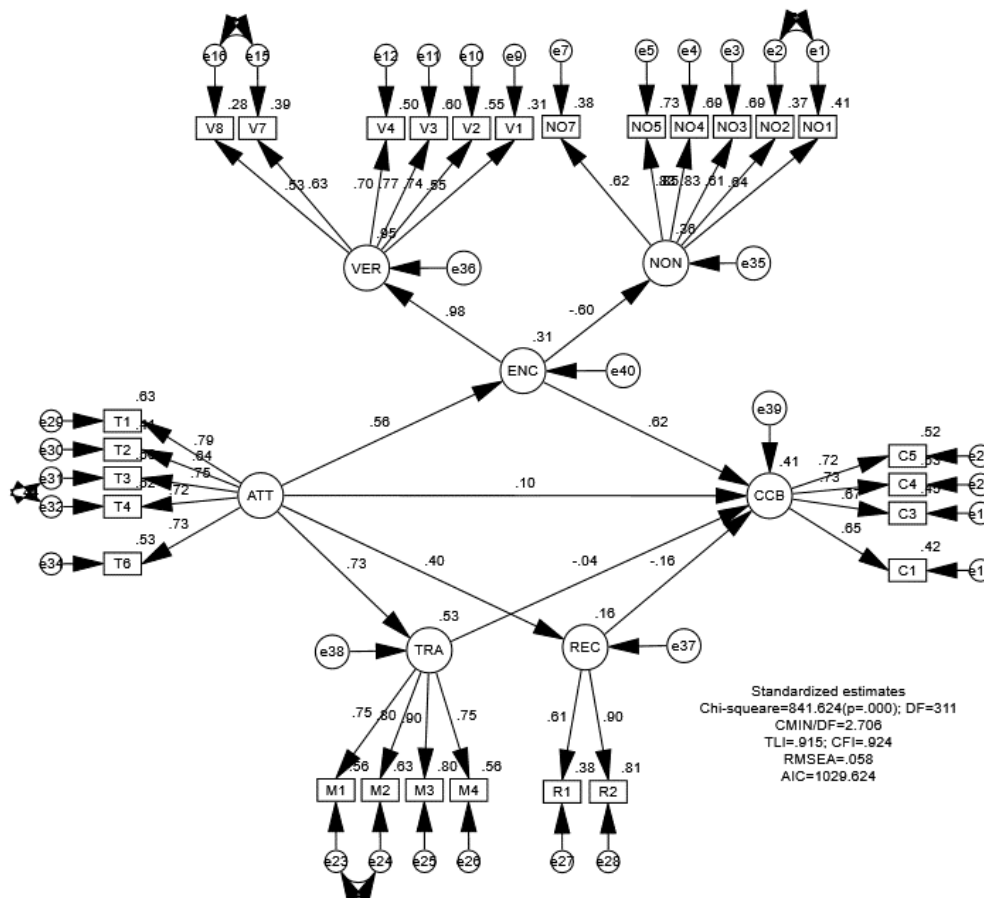 e16 e15 e12 e11 e10 e9 e7 e5 e4 e3 e2 e1
.28 .39 .50 .60 .55 .31 .38 .73 .69 .69 .37 .41
V8 V7 V4 V3 V2 V1 NO7 NO5 NO4 NO3 NO2 NO1
.53 .63 .70 .77 .74 .55 .62 .83 .61 .64
.95 .36
VER e36 NON e35
.98 -.60
.31
ENC e40
.63 e39
e29 T1 .56 .62 .52
.79 .41 C5
e30 T2 .64 .72
.75 .73 C4
e31 T3 .72 ATT .10 CCB .67 C3
e32 T4
.73 .65
.53 .42
e34 T6 .73 .40 -.04 -.16 C1
.53 .16
e38 TRA REC e37
.75 .80 .90 .75 .61 .90
.56 .63 .80 .56 .38 .81
M1 M2 M3 M4 R1 R2
e23 e24 e25 e26 e27 e28
Standardized estimates
Chi-squeare=841.624(p=.000); DF=311
CMIN/DF=2.706
TLI=.915; CFI=.924
RMSEA=.058
AIC=1029.624